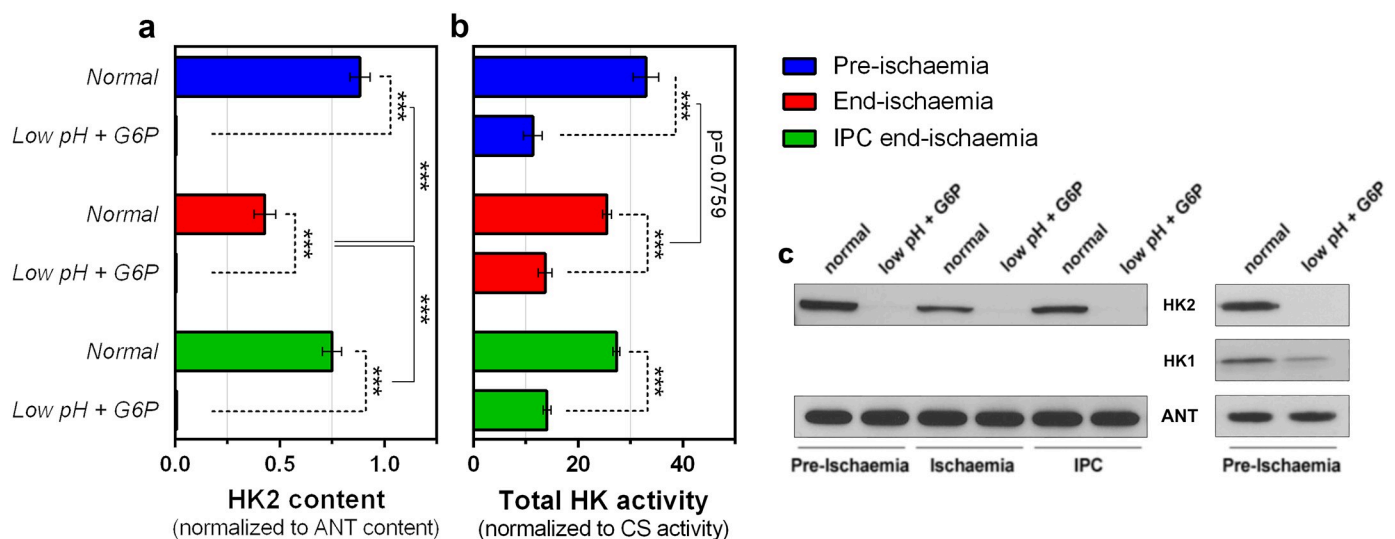 a
b
Normal
Low pH + G6P
Normal
Low pH + G6P
Normal
Low pH + G6P
***
***
***
***
***
0.0
0.5
1.0
HK2 content
(normalized to ANT content)
***
p=0.0759
***
***
0
20
40
Total HK activity
(normalized to CS activity)
Pre-ischaemia
End-ischaemia
IPC end-ischaemia
c
normal
low pH + G6P
normal
low pH + G6P
normal
low pH + G6P
normal
low pH + G6P
HK2
HK1
ANT
Pre-Ischaemia
Ischaemia
IPC
Pre-Ischaemia